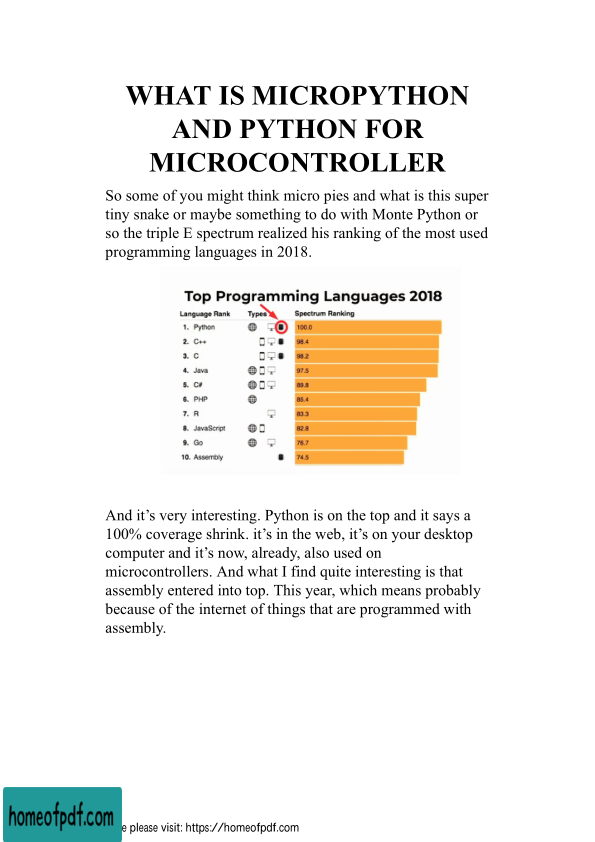 WHAT IS MICROPYTHON
AND PYTHON FOR
MICROCONTROLLER
So some of you might think micro pies and what is this super
tiny snake or maybe something to do with Monte Python or
so the triple E spectrum realized his ranking of the most used
programming languages in 2018.
Top Programming Languages 2018
Language Rank Types Spectrum Ranking
1. Python 100.0
2. C++ 98.4
3. C 98.2
4. Java 97.5
5. C# 89.8
6. PHP 85.4
7. R 83.3
8. JavaScript 82.8
9. Go 76.7
10. Assembly 74.5
And it’s very interesting. Python is on the top and it says a
100% coverage shrink. it’s in the web, it’s on your desktop
computer and it’s now, already, also used on
microcontrollers. And what I find quite interesting is that
assembly entered into top. This year, which means probably
because of the internet of things that are programmed with
assembly.
homeofpdf.com
e please visit: https://homeofpdf.com